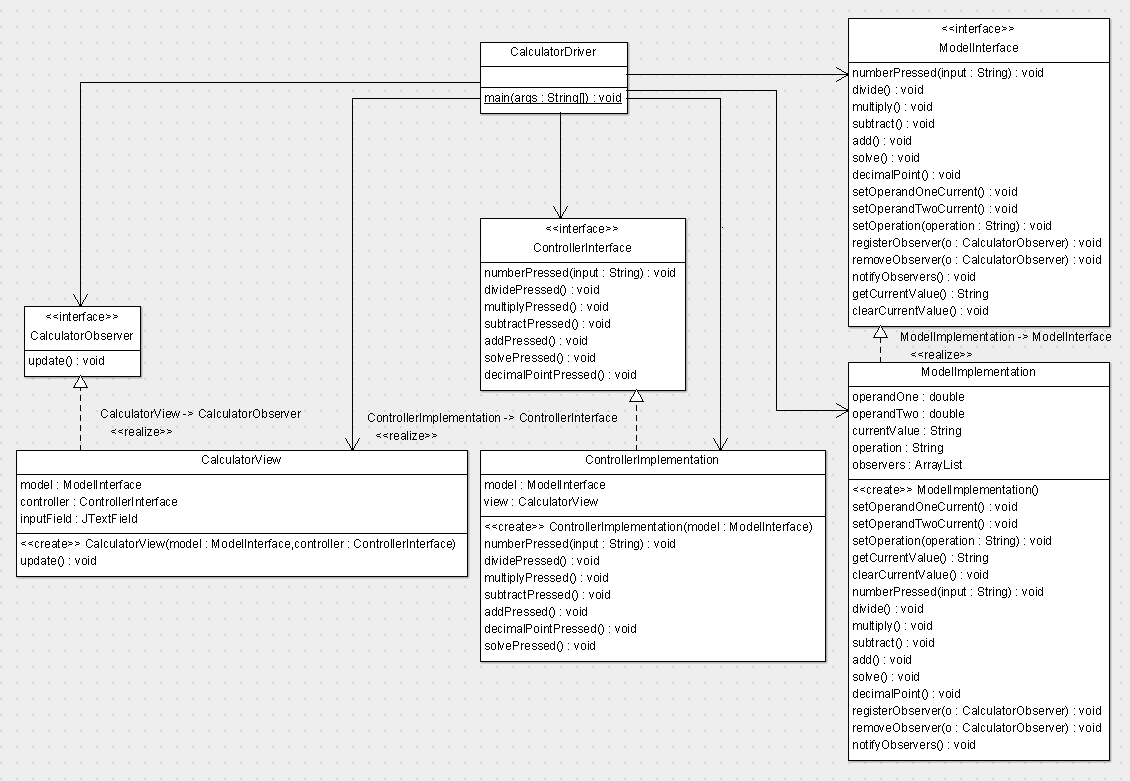 CalculatorDriver
main(args : String[]) : void
<<interface>>
ModelInterface
numberPressed(input : String) : void
divide() : void
multiply() : void
subtract() : void
add() : void
solve() : void
decimalPoint() : void
setOperandOneCurrent() : void
setOperandTwoCurrent() : void
setOperation(operation : String) : void
registerObserver(o : CalculatorObserver) : void
removeObserver(o : CalculatorObserver) : void
notifyObservers() : void
getCurrentValue() : String
clearCurrentValue() : void
<<interface>>
ControllerInterface
numberPressed(input : String) : void
dividePressed() : void
multiplyPressed() : void
subtractPressed() : void
addPressed() : void
solvePressed() : void
decimalPointPressed() : void
<<interface>>
CalculatorObserver
update() : void
CalculatorView -> CalculatorObserver
<<realize>>
ControllerImplementation -> ControllerInterface
<<realize>>
ModelImplementation -> ModelInterface
<<realize>>
CalculatorView
model : ModelInterface
controller : ControllerInterface
inputField : JTextField
<<create>> CalculatorView(model : ModelInterface,controller : ControllerInterface)
update() : void
ControllerImplementation
model : ModelInterface
view : CalculatorView
<<create>> ControllerImplementation(model : ModelInterface)
numberPressed(input : String) : void
dividePressed() : void
multiplyPressed() : void
subtractPressed() : void
addPressed() : void
decimalPointPressed() : void
solvePressed() : void
ModelImplementation
operandOne : double
operandTwo : double
currentValue : String
operation : String
observers : ArrayList
<<create>> ModelImplementation()
setOperandOneCurrent() : void
setOperandTwoCurrent() : void
setOperation(operation : String) : void
getCurrentValue() : String
clearCurrentValue() : void
numberPressed(input : String) : void
divide() : void
multiply() : void
subtract() : void
add() : void
solve() : void
decimalPoint() : void
registerObserver(o : CalculatorObserver) : void
removeObserver(o : CalculatorObserver) : void
notifyObservers() : void